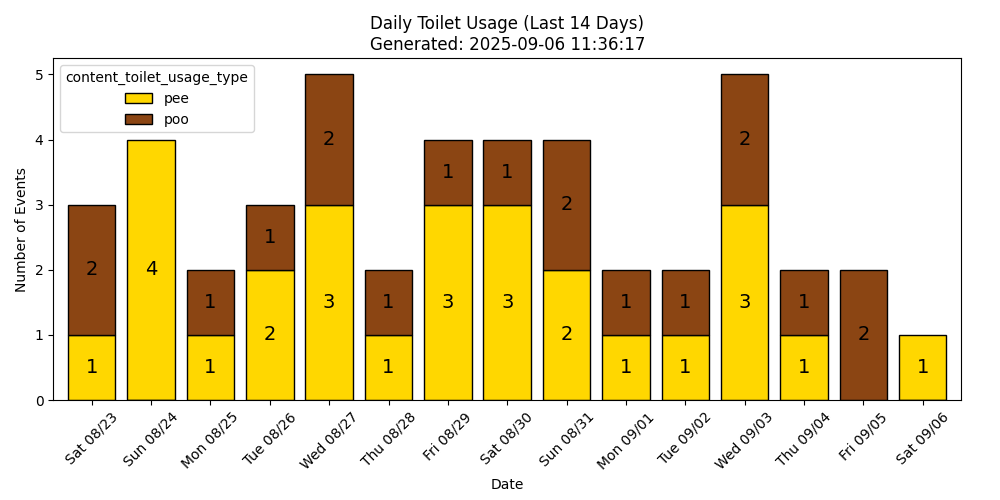 Daily Toilet Usage (Last 14 Days)
Generated: 2025-09-06 11:36:17
content_toilet_usage_type
pee
poo
Number of Events
5
4
3
2
1
0
2
1
4
1
1
1
2
2
3
1
1
1
3
1
3
2
2
1
1
1
1
2
3
1
1
2
1
Sat 08/23
Sun 08/24
Mon 08/25
Tue 08/26
Wed 08/27
Thu 08/28
Fri 08/29
Sat 08/30
Sun 08/31
Mon 09/01
Tue 09/02
Wed 09/03
Thu 09/04
Fri 09/05
Sat 09/06
Date